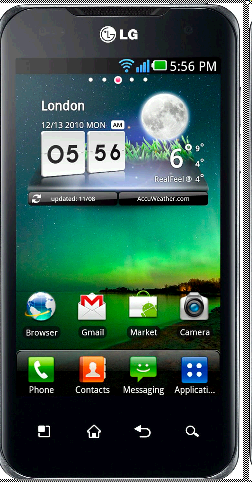 LG
5:56 PM
London
12/13 2010 MON AM
05 56
6° 9°
4°
RealFeel® 4°
updated: 11/08 AccuWeather.com
Browser Gmail Market Camera
Phone Contacts Messaging Applicati...